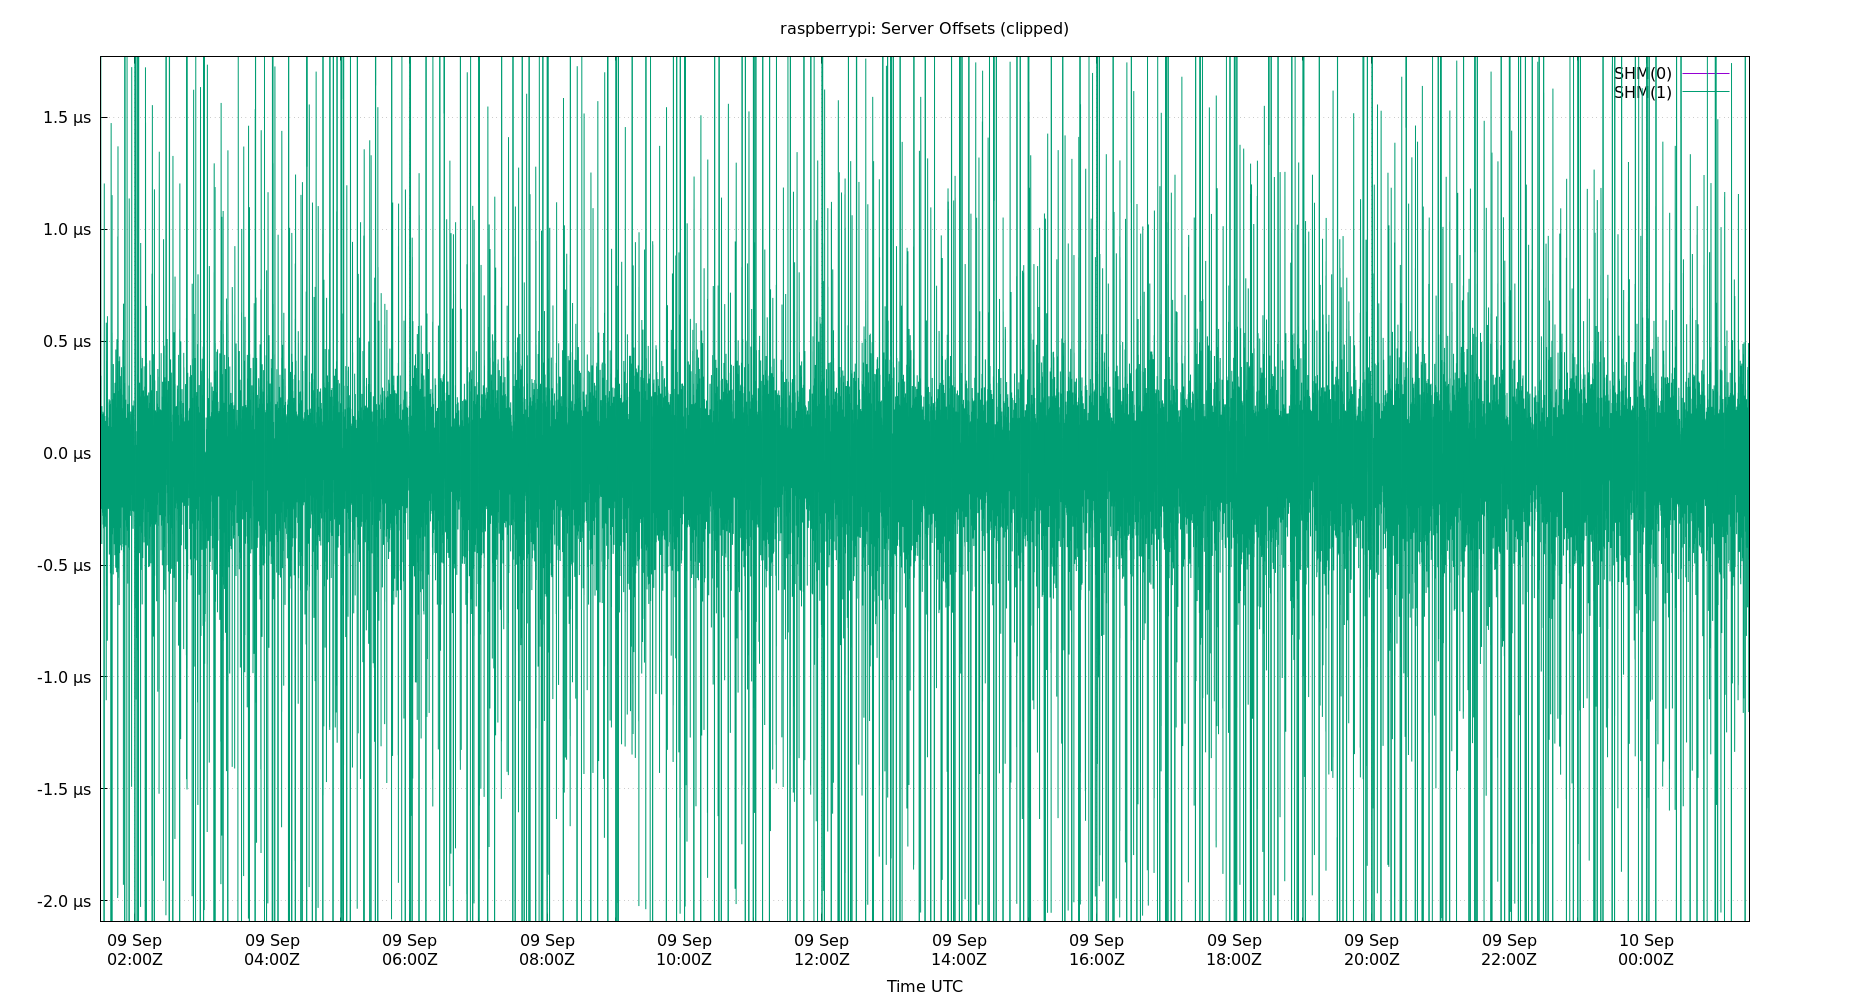 raspberrypi: Server Offsets (clipped)
SHM(0)
SHM(1)
1.5 µs
1.0 µs
0.5 µs
0.0 µs
-0.5 µs
-1.0 µs
-1.5 µs
-2.0 µs
09 Sep 09 Sep 09 Sep 09 Sep 09 Sep 09 Sep 09 Sep 09 Sep 09 Sep 09 Sep 09 Sep 10 Sep
02:00Z 04:00Z 06:00Z 08:00Z 10:00Z 12:00Z 14:00Z 16:00Z 18:00Z 20:00Z 22:00Z 00:00Z
Time UTC